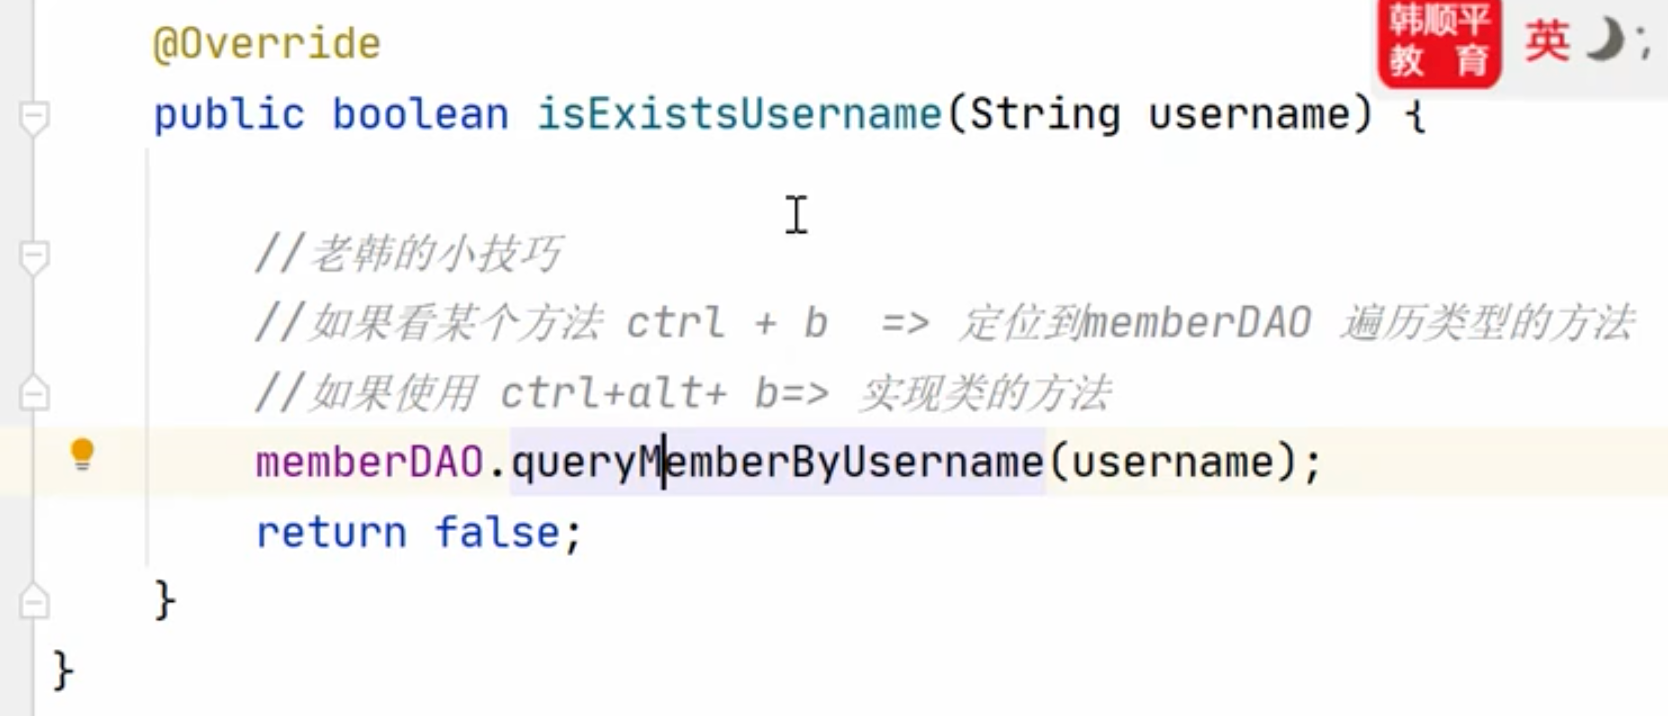 韩顺平
教 育
英
@Override
public boolean isExistsUsername(String username) {
//老韩的小技巧
//如果看某个方法 ctrl + b => 定位到memberDAO 遍历类型的方法
//如果使用 ctrl+alt+ b=> 实现类的方法
memberDAO.queryMemberByUsername(username);
return false;
}
}